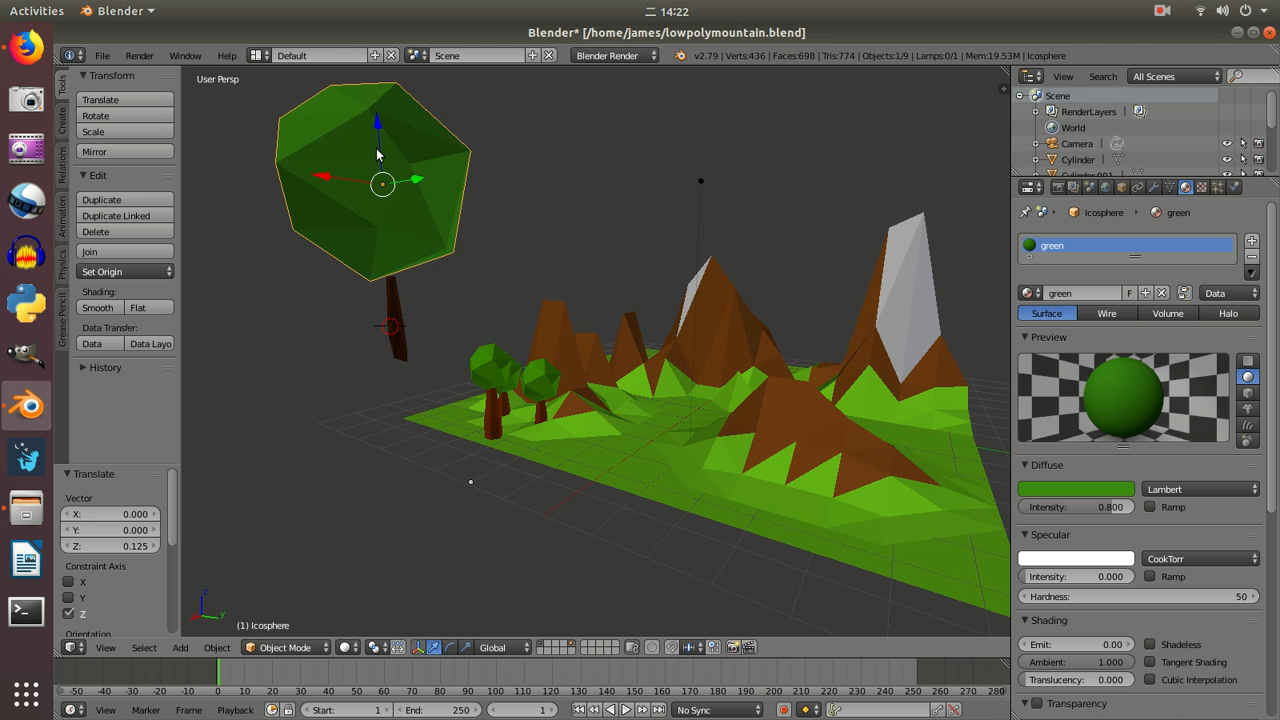 Activities Blender 二 14:22
Blender* [/home/james/lowpolymountain.blend]
File Render Window Help Default Scene Blender Render v2.79 | Verts:436 | Faces:698 | Tris:774 | Objects:1/9 | Lamps:0/1 | Mem:19.53M | Icosphere
Tools
Create
Relations
Animation
Physics
Grease Pencil
Transform
Translate
Rotate
Scale
Mirror
Edit
Duplicate
Duplicate Linked
Delete
Join
Set Origin
Shading:
Smooth Flat
Data Transfer:
Data Data Layo
History
Translate
Vector
X: 0.000
Y: 0.000
Z: 0.125
Constraint Axis
X
Y
Z
User Persp
(1) Icosphere
View Search All Scenes
Scene
RenderLayers
World
Camera
Cylinder
Icosphere green
green
green F Data
Surface Wire Volume Halo
Preview
Diffuse
Lambert
Intensity: 0.800 Ramp
Specular
CookTorr
Intensity: 0.000 Ramp
Hardness: 50
Shading
Emit: 0.00 Shadeless
Ambient: 1.000 Tangent Shading
Translucency: 0.000 Cubic Interpolation
Transparency
View Select Add Object Object Mode Global
-50 -40 -30 -20 -10 0 10 20 30 40 50 60 70 80 90 100 110 120 130 140 150 160 170 180 190 200 210 220 230 240 250 260 270 280
View Marker Frame Playback Start: 1 End: 250 1 No Sync